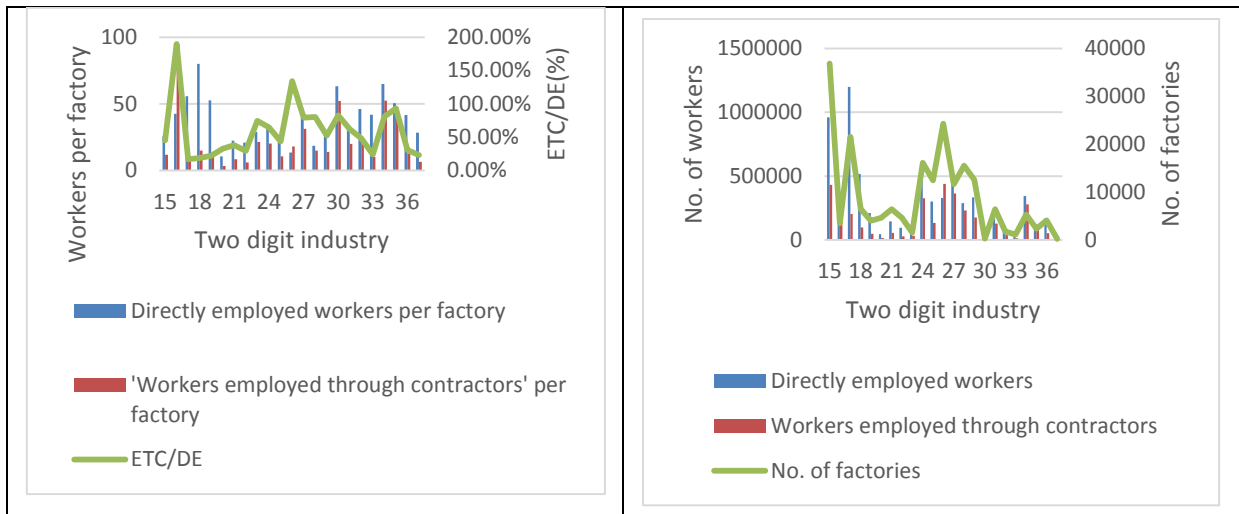 100
50
0
200.00%
150.00%
100.00%
50.00%
0.00%
15 18 21 24 27 30 33 36
Workers per factory
ETC/DE(%)
Two digit industry
Directly employed workers per factory
'Workers employed through contractors' per
factory
ETC/DE
1500000
1000000
500000
0
40000
30000
20000
10000
0
15 18 21 24 27 30 33 36
No. of workers
No. of factories
Two digit industry
Directly employed workers
Workers employed through contractors
No. of factories